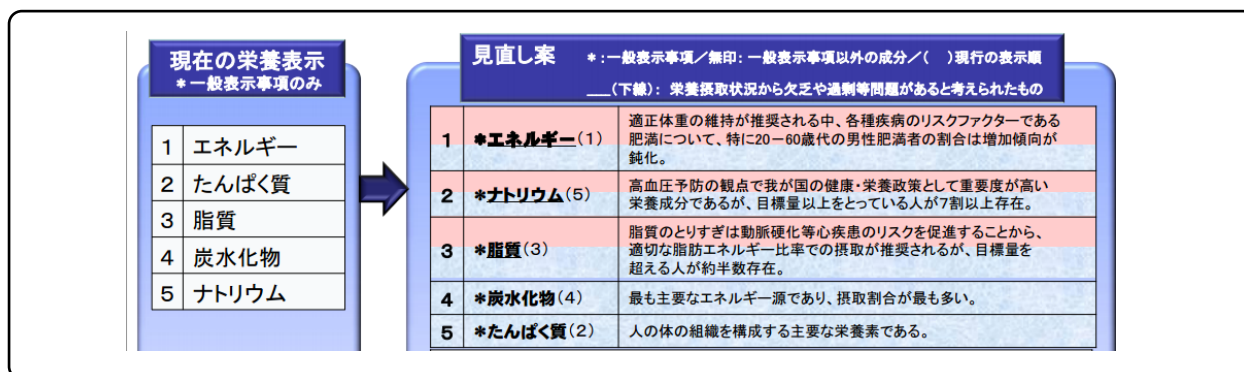 現在の栄養表示
＊一般表示事項のみ
1 エネルギー
2 たんぱく質
3 脂質
4 炭水化物
5 ナトリウム
見直し案 ＊:一般表示事項／無印:一般表示事項以外の成分／( )現行の表示順
___(下線): 栄養摂取状況から欠乏や過剰等問題があると考えられたもの
1 ＊エネルギー(1) 適正体重の維持が推奨される中、各種疾病のリスクファクターである
肥満について、特に20－60歳代の男性肥満者の割合は増加傾向が
鈍化。
2 ＊ナトリウム(5) 高血圧予防の観点で我が国の健康・栄養政策として重要度が高い
栄養成分であるが、目標量以上をとっている人が7割以上存在。
3 ＊脂質(3) 脂質のとりすぎは動脈硬化等心疾患のリスクを促進することから、
適切な脂肪エネルギー比率での摂取が推奨されるが、目標量を
超える人が約半数存在。
4 ＊炭水化物(4) 最も主要なエネルギー源であり、摂取割合が最も多い。
5 ＊たんぱく質(2) 人の体の組織を構成する主要な栄養素である。